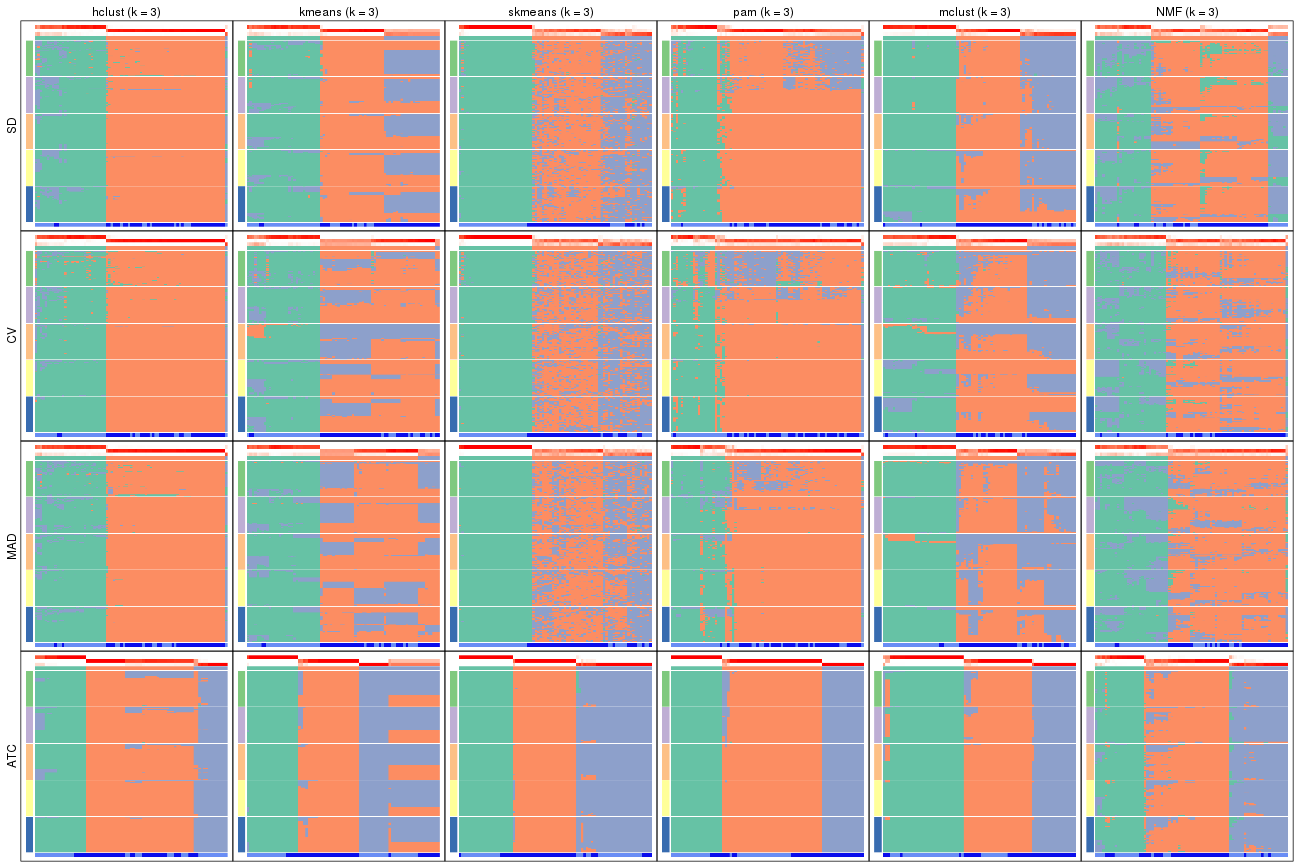 hclust (k = 3)
kmeans (k = 3)
skmeans (k = 3)
pam (k = 3)
mclust (k = 3)
NMF (k = 3)
SD
CV
MAD
ATC